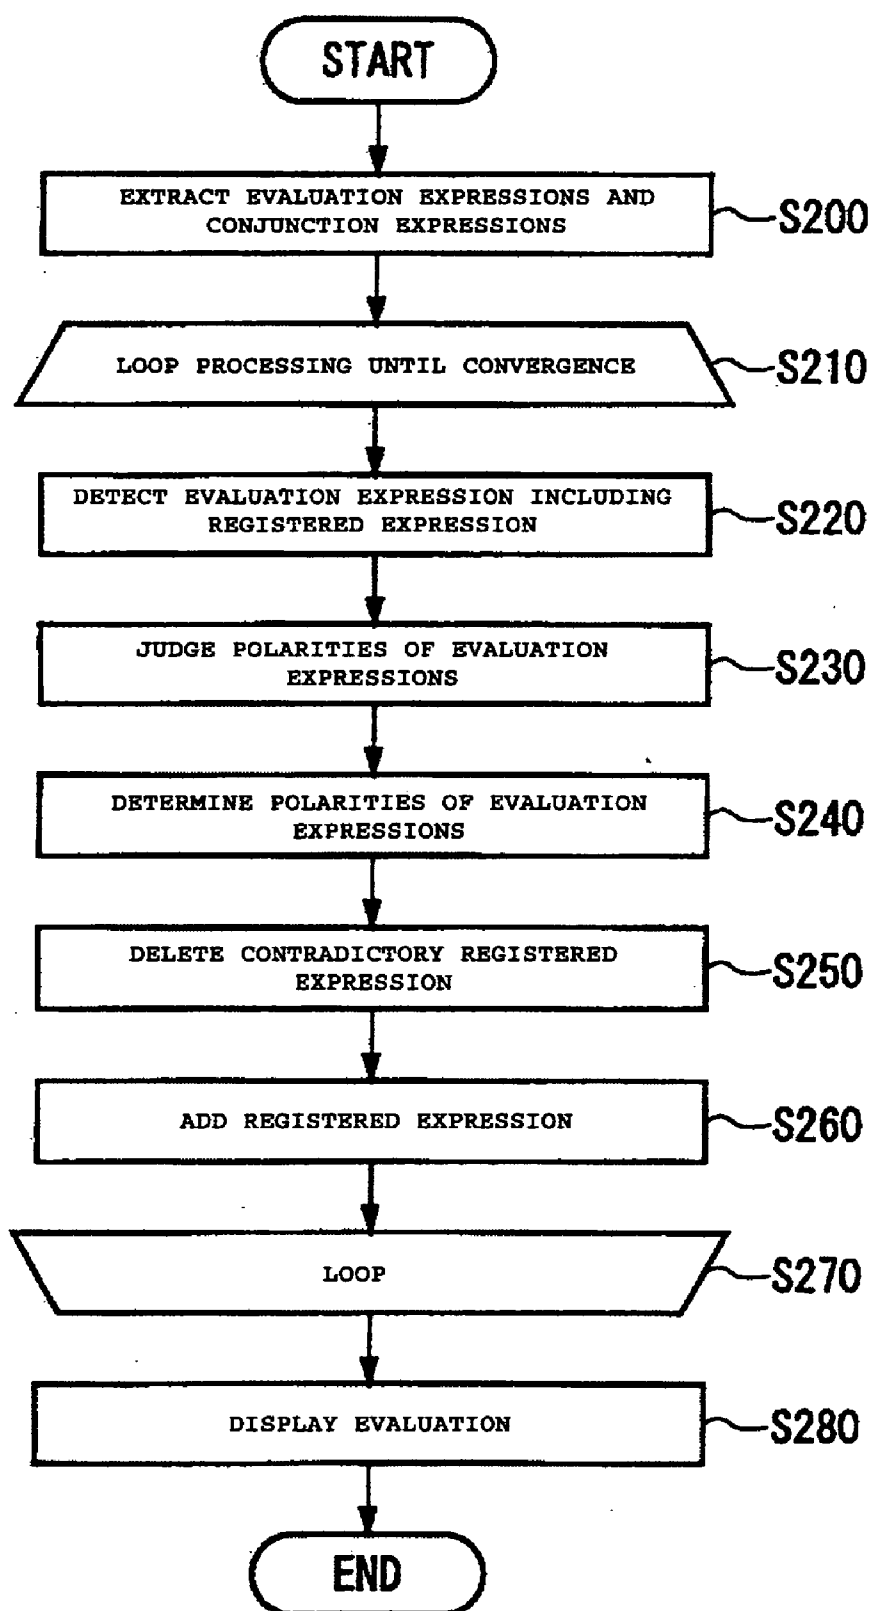 START
EXTRACT EVALUATION EXPRESSIONS AND
CONJUNCTION EXPRESSIONS
S200
LOOP PROCESSING UNTIL CONVERGENCE
S210
DETECT EVALUATION EXPRESSION INCLUDING
REGISTERED EXPRESSION
S220
JUDGE POLARITIES OF EVALUATION
EXPRESSIONS
S230
DETERMINE POLARITIES OF EVALUATION
EXPRESSIONS
S240
DELETE CONTRADICTORY REGISTERED
EXPRESSION
S250
ADD REGISTERED EXPRESSION
S260
LOOP
S270
DISPLAY EVALUATION
S280
END